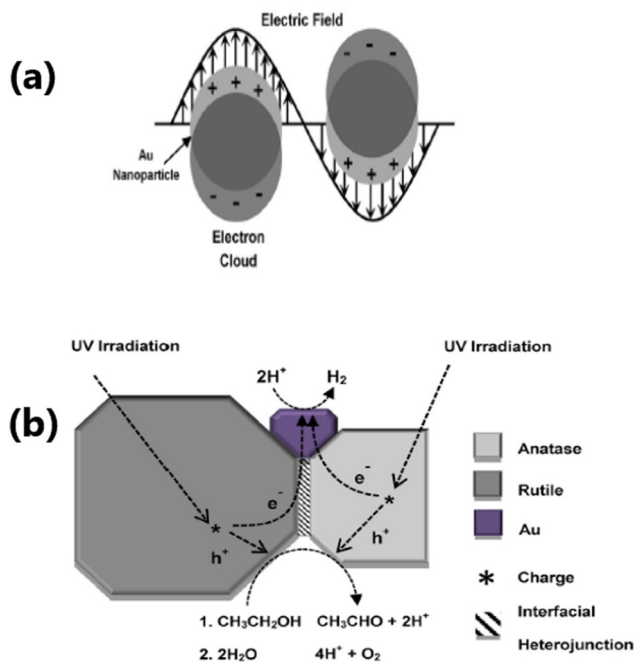 (a)
Electric Field
- - -
+ + +
Au
Nanoparticle
+ + +
- - -
Electron
Cloud
(b)
UV Irradiation
UV Irradiation
2H⁺ H₂
e⁻
e⁻
*
*
h⁺
h⁺
1. CH₃CH₂OH CH₃CHO + 2H⁺
2. 2H₂O 4H⁺ + O₂
Anatase
Rutile
Au
* Charge
Interfacial
Heterojunction